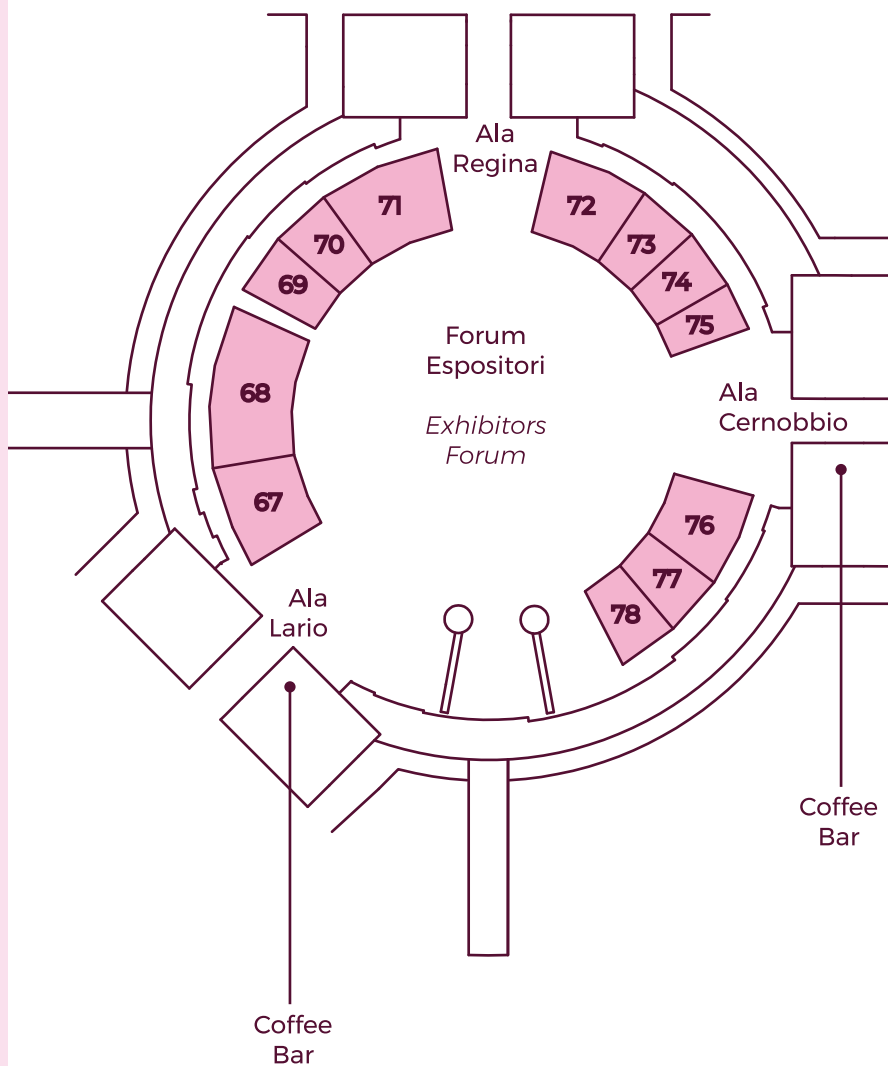 Ala
Regina
71
72
70
73
69
74
75
Forum
Espositori
68
Ala
Cernobbio
Exhibitors
Forum
67
76
77
78
Ala
Lario
Coffee
Bar
Coffee
Bar